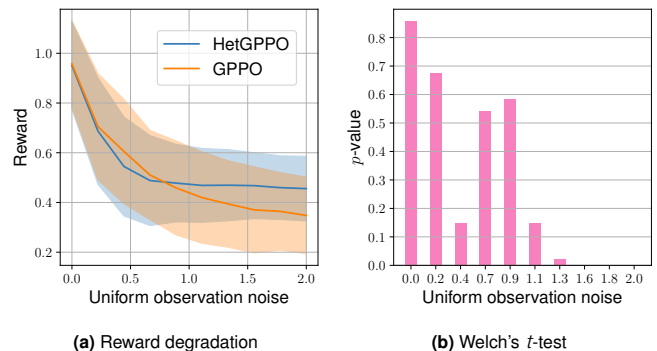 HetGPPO
GPPO
Reward
1.0
0.8
0.6
0.4
0.2
0.0 0.5 1.0 1.5 2.0
Uniform observation noise
(a) Reward degradation
p-value
0.8
0.7
0.6
0.5
0.4
0.3
0.2
0.1
0.0
0.0 0.2 0.4 0.7 0.9 1.1 1.3 1.6 1.8 2.0
Uniform observation noise
(b) Welch's t-test